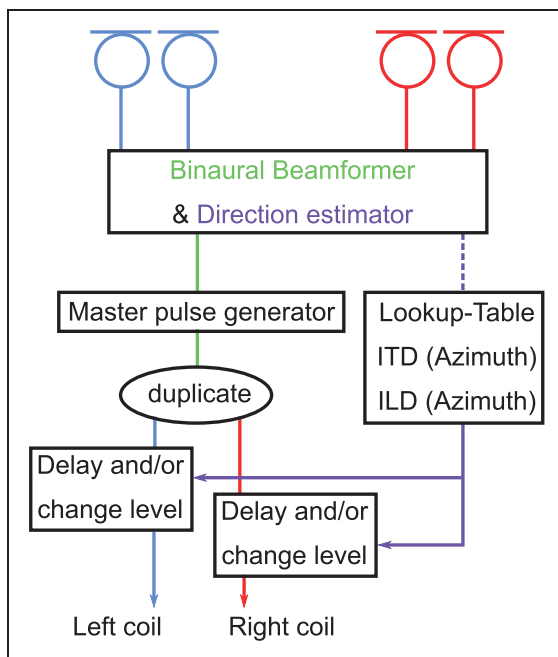 Binaural Beamformer
& Direction estimator
Master pulse generator
Lookup-Table
ITD (Azimuth)
ILD (Azimuth)
duplicate
Delay and/or
change level
Delay and/or
change level
Left coil
Right coil